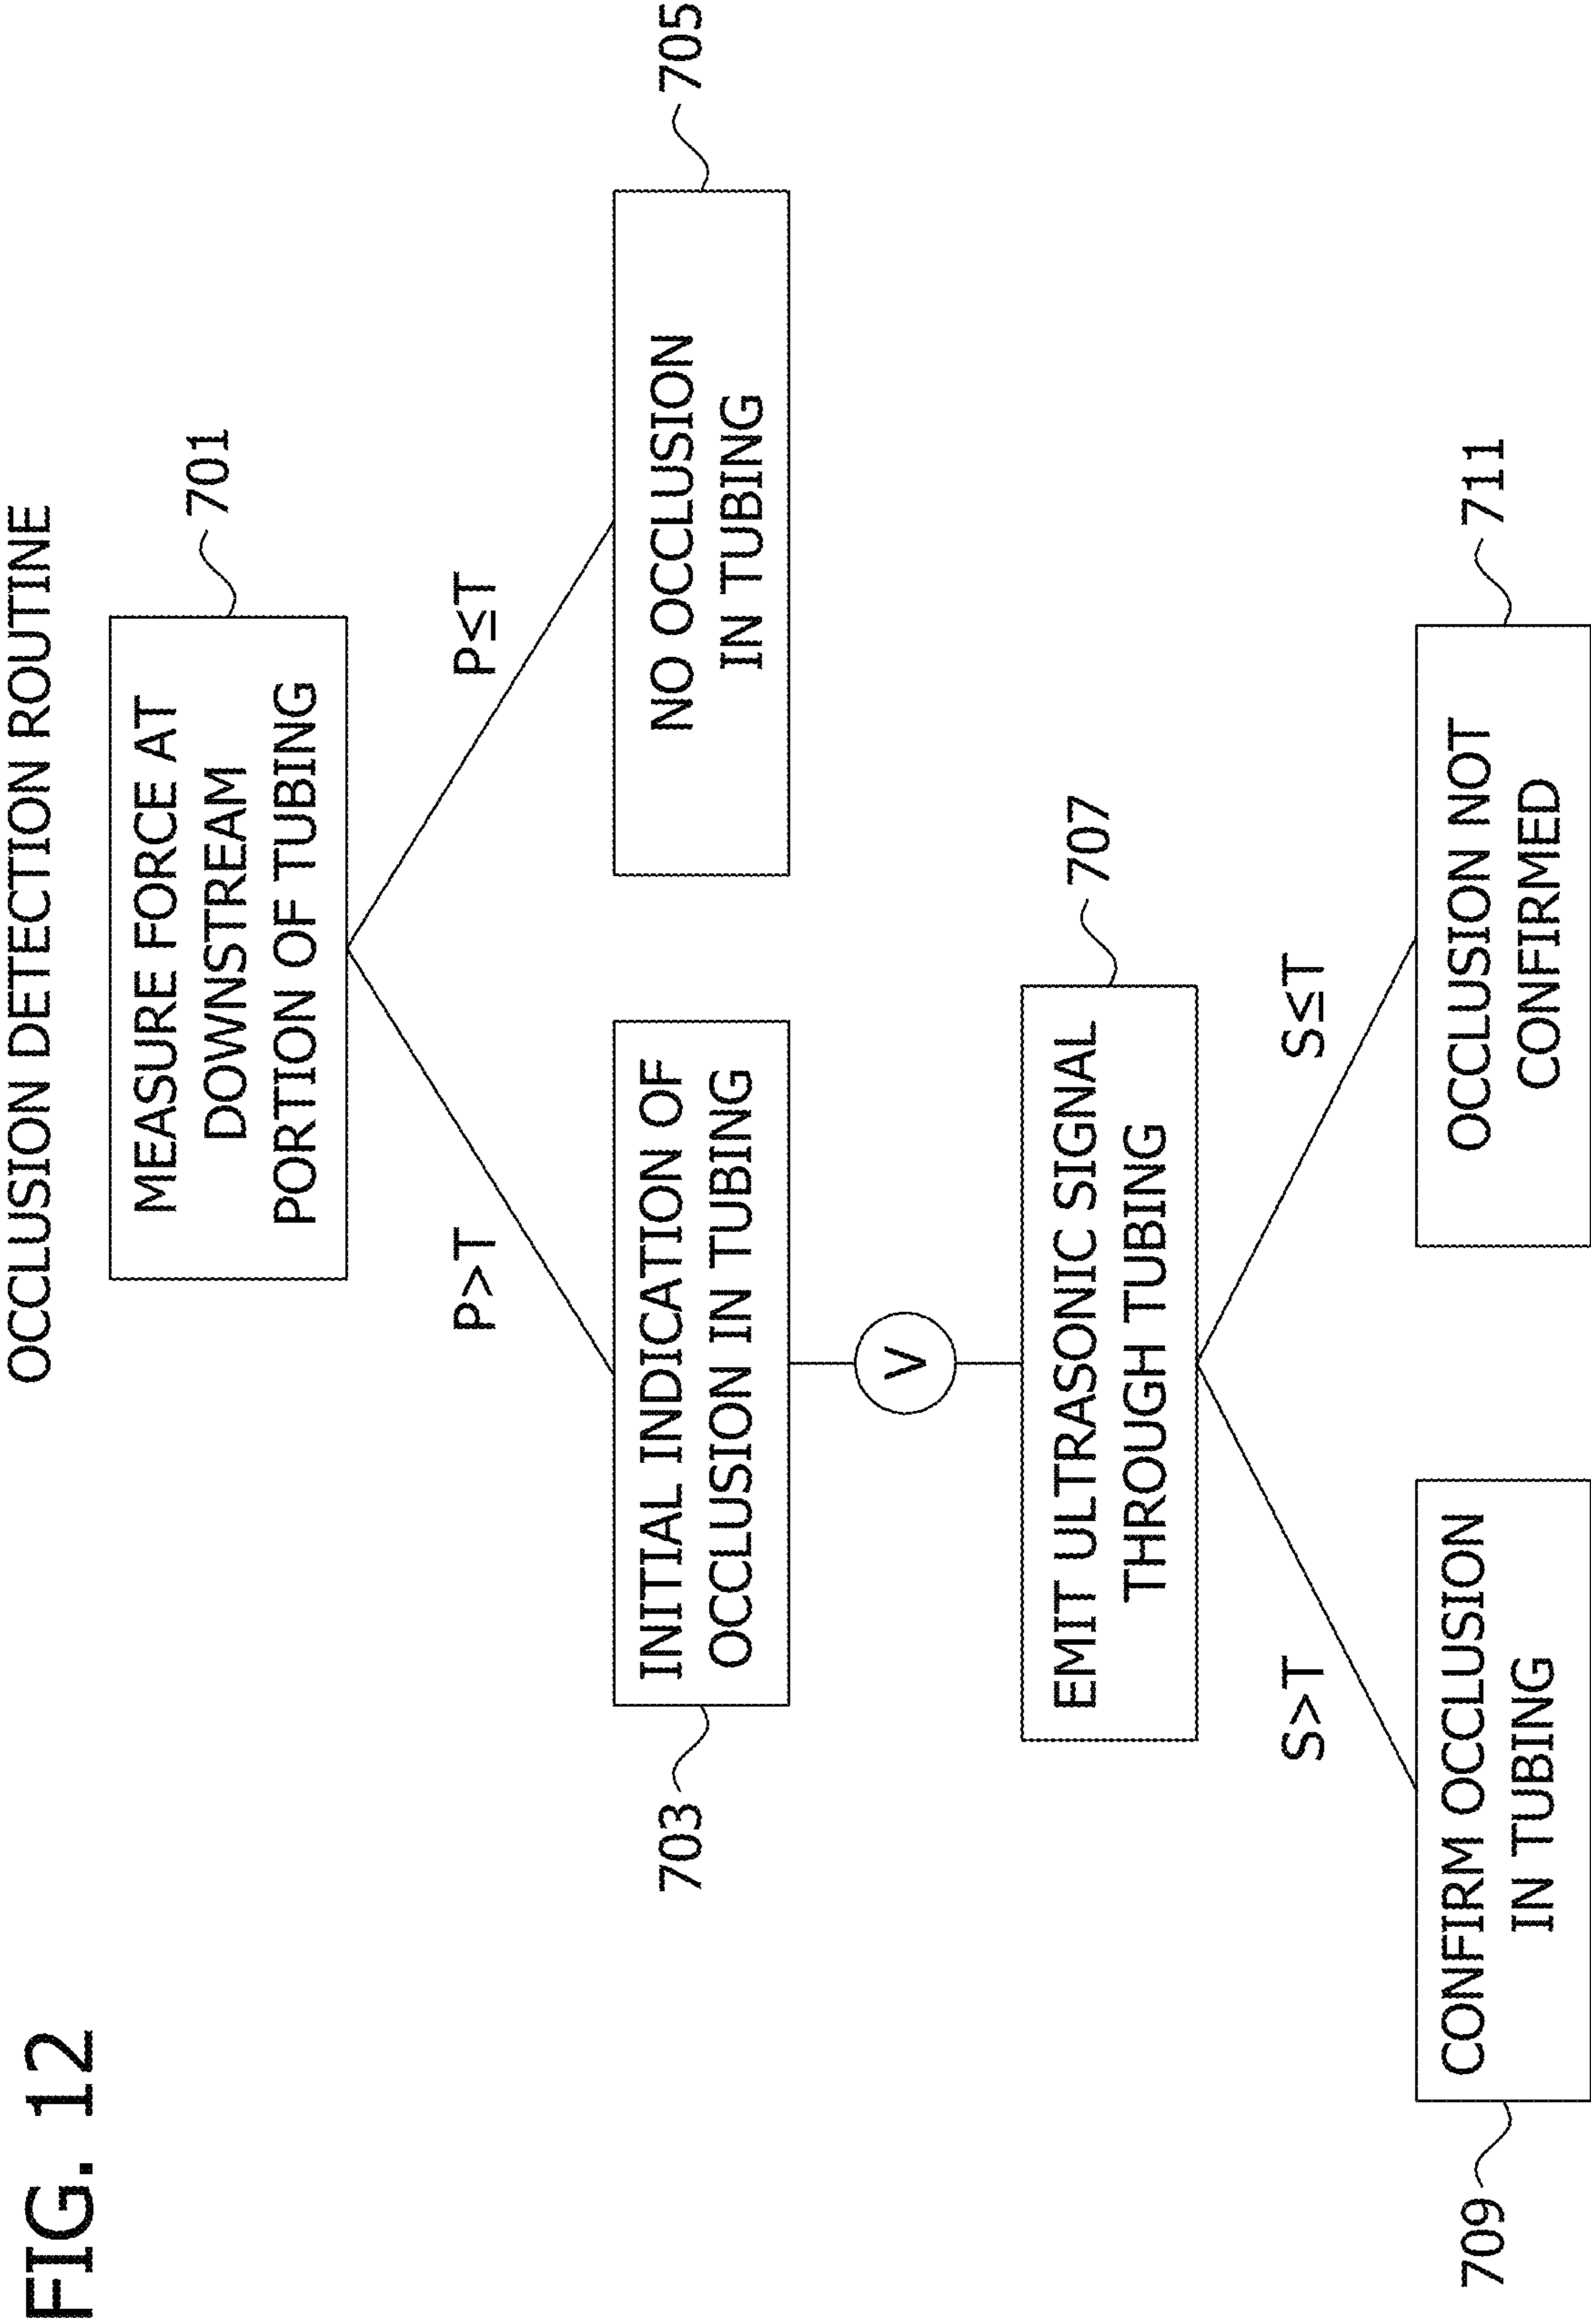 FIG. 12
OCCLUSION DETECTION ROUTINE
MEASURE FORCE AT
DOWNSTREAM
PORTION OF TUBING
701
P>T
P≤T
703
INITIAL INDICATION OF
OCCLUSION IN TUBING
NO OCCLUSION
IN TUBING
705
V
EMIT ULTRASONIC SIGNAL
THROUGH TUBING
707
S>T
S≤T
709
CONFIRM OCCLUSION
IN TUBING
OCCLUSION NOT
CONFIRMED
711